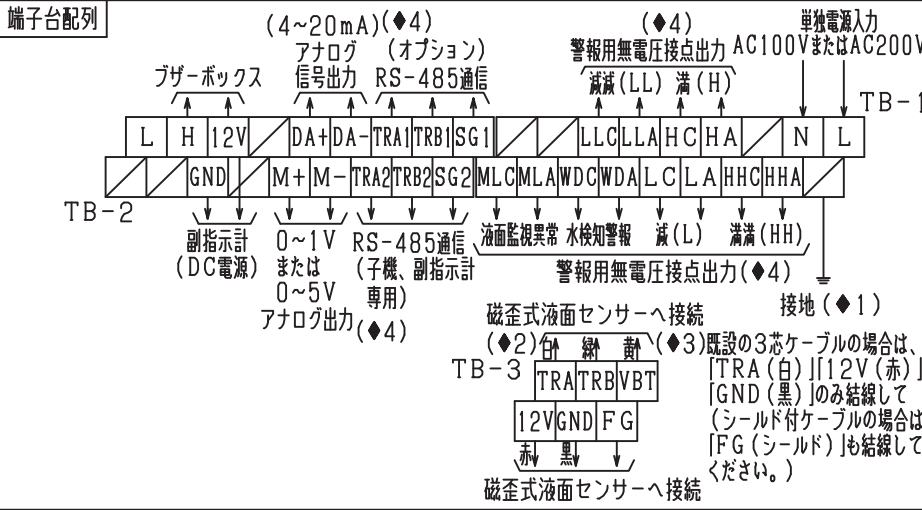 端子台配列
(4~20mA)(◆4)
アナログ (オプション)
信号出力 RS-485通信
ブザーボックス
(◆4)
警報用無電圧接点出力
減減(LL) 満(H)
単独電源入力
AC100VまたはAC200V
TB-1
L H 12V DA+ DA- TRA1 TRB1 SG1 LLC LLA HC HA N L
GND M+ M- TRA2 TRB2 SG2 MLC MLA WDC WDA LC LA HHC HHA
TB-2
副指示計
(DC電源)
0~1V
または
0~5V
アナログ出力(◆4)
RS-485通信
(子機、副指示計
専用)
液面監視異常 水検知警報 減(L) 満満(HH)
警報用無電圧接点出力(◆4)
接地(◆1)
磁歪式液面センサーへ接続
(◆2) 白 緑 黄 (◆3)
TB-3
TRA TRB VBT
12V GND FG
赤 黒
磁歪式液面センサーへ接続
既設の3芯ケーブルの場合は、
「TRA(白)」「12V(赤)」
「GND(黒)」のみ結線して
(シールド付ケーブルの場合は
「FG(シールド)」も結線して
ください。)